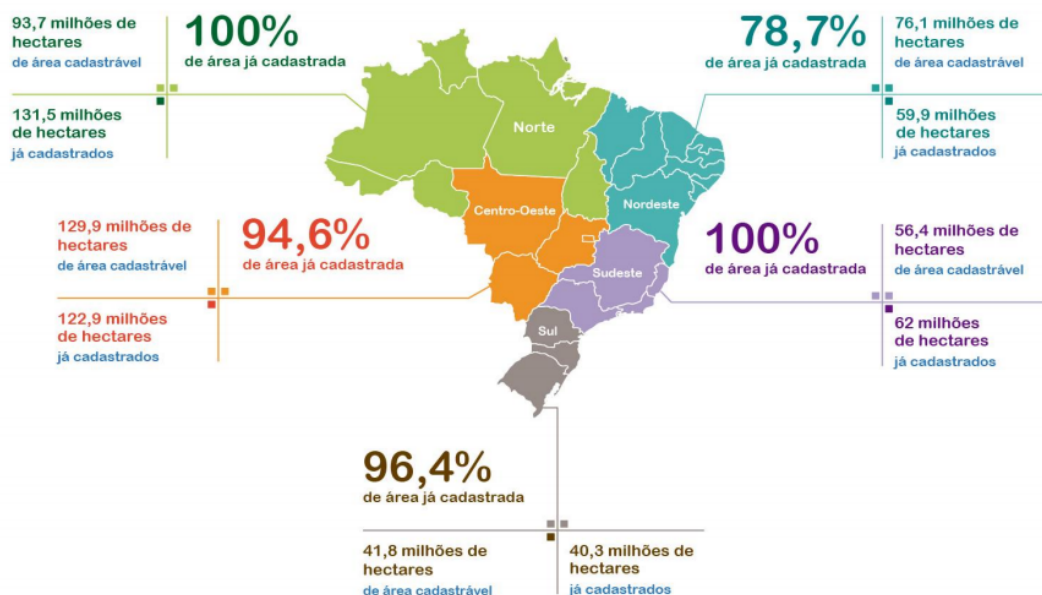 93,7 milhões de
hectares
de área cadastrável
100%
de área já cadastrada
131,5 milhões
de hectares
já cadastrados
78,7%
de área já cadastrada
76,1 milhões de
hectares
de área cadastrável
59,9 milhões
de hectares
já cadastrados
Norte
Nordeste
Centro-Oeste
Sudeste
Sul
129,9 milhões de
hectares
de área cadastrável
94,6%
de área já cadastrada
122,9 milhões
de hectares
já cadastrados
100%
de área já cadastrada
56,4 milhões de
hectares
de área cadastrável
62 milhões
de hectares
já cadastrados
96,4%
de área já cadastrada
41,8 milhões de
hectares
de área cadastrável
40,3 milhões de
hectares
já cadastrados